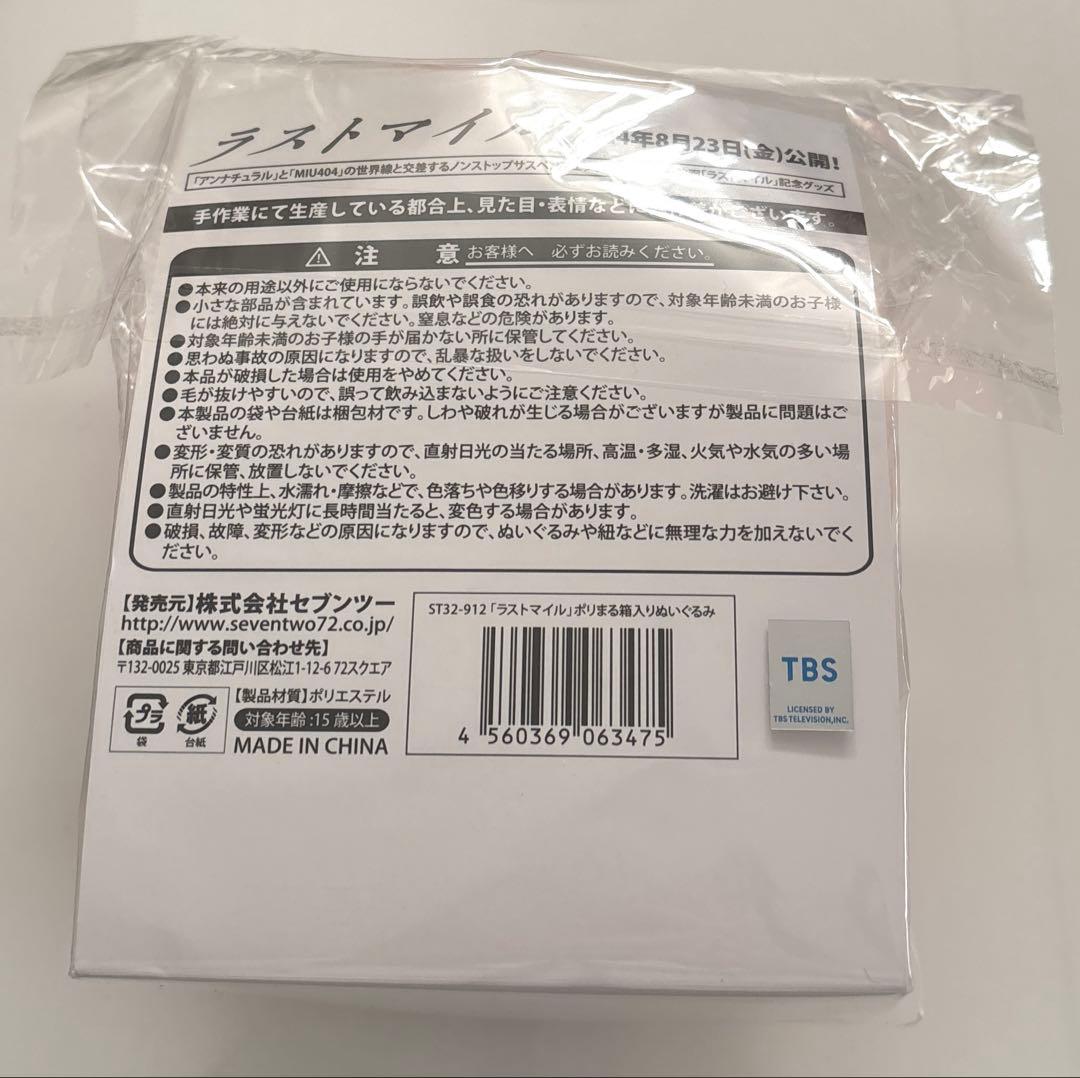 ラストマイル
4年8月23日(金)公開!
「アンナチュラル」と「MIU404」の世界線と交差するノンストップサスペ
「ラストマイル」記念グッズ
手作業にて生産している都合上、見た目・表情など
ございます。
⚠ 注 意 お客様へ 必ずお読みください。
●本来の用途以外にご使用にならないでください。
●小さな部品が含まれています。誤飲や誤食の恐れがありますので、対象年齢未満のお子様
には絶対に与えないでください。窒息などの危険があります。
●対象年齢未満のお子様の手が届かない所に保管してください。
●思わぬ事故の原因になりますので、乱暴な扱いをしないでください。
●本品が破損した場合は使用をやめてください。
●毛が抜けやすいので、誤って飲み込まないようにご注意ください。
●本製品の袋や台紙は梱包材です。しわや破れが生じる場合がございますが製品に問題はご
ざいません。
●変形・変質の恐れがありますので、直射日光の当たる場所、高温・多湿、火気や水気の多い場
所に保管、放置しないでください。
●製品の特性上、水濡れ・摩擦などで、色落ちや色移りする場合があります。洗濯はお避け下さい。
●直射日光や蛍光灯に長時間当たると、変色する場合があります。
●破損、故障、変形などの原因になりますので、ぬいぐるみや紐などに無理な力を加えないでく
ださい。
【発売元】株式会社セブンツー
http://www.seventwo72.co.jp/
【商品に関する問い合わせ先】
〒132-0025 東京都江戸川区松江1-12-6 72スクエア
プラ
袋
紙
台紙
【製品材質】ポリエステル
対象年齢:15歳以上
MADE IN CHINA
ST32-912「ラストマイル」ポリまる箱入りぬいぐるみ
4 560369 063475
TBS
LICENSED BY
TBS TELEVISION,INC.